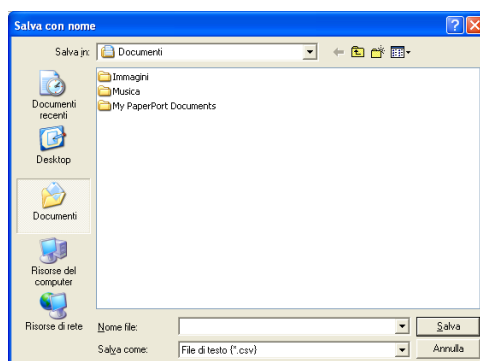 Salva con nome
Salva in: Documenti
Immagini
Musica
My PaperPort Documents
Documenti
recenti
Desktop
Documenti
Risorse del
computer
Risorse di rete
Nome file:
Salva
Salva come: File di testo (*.csv)
Annulla